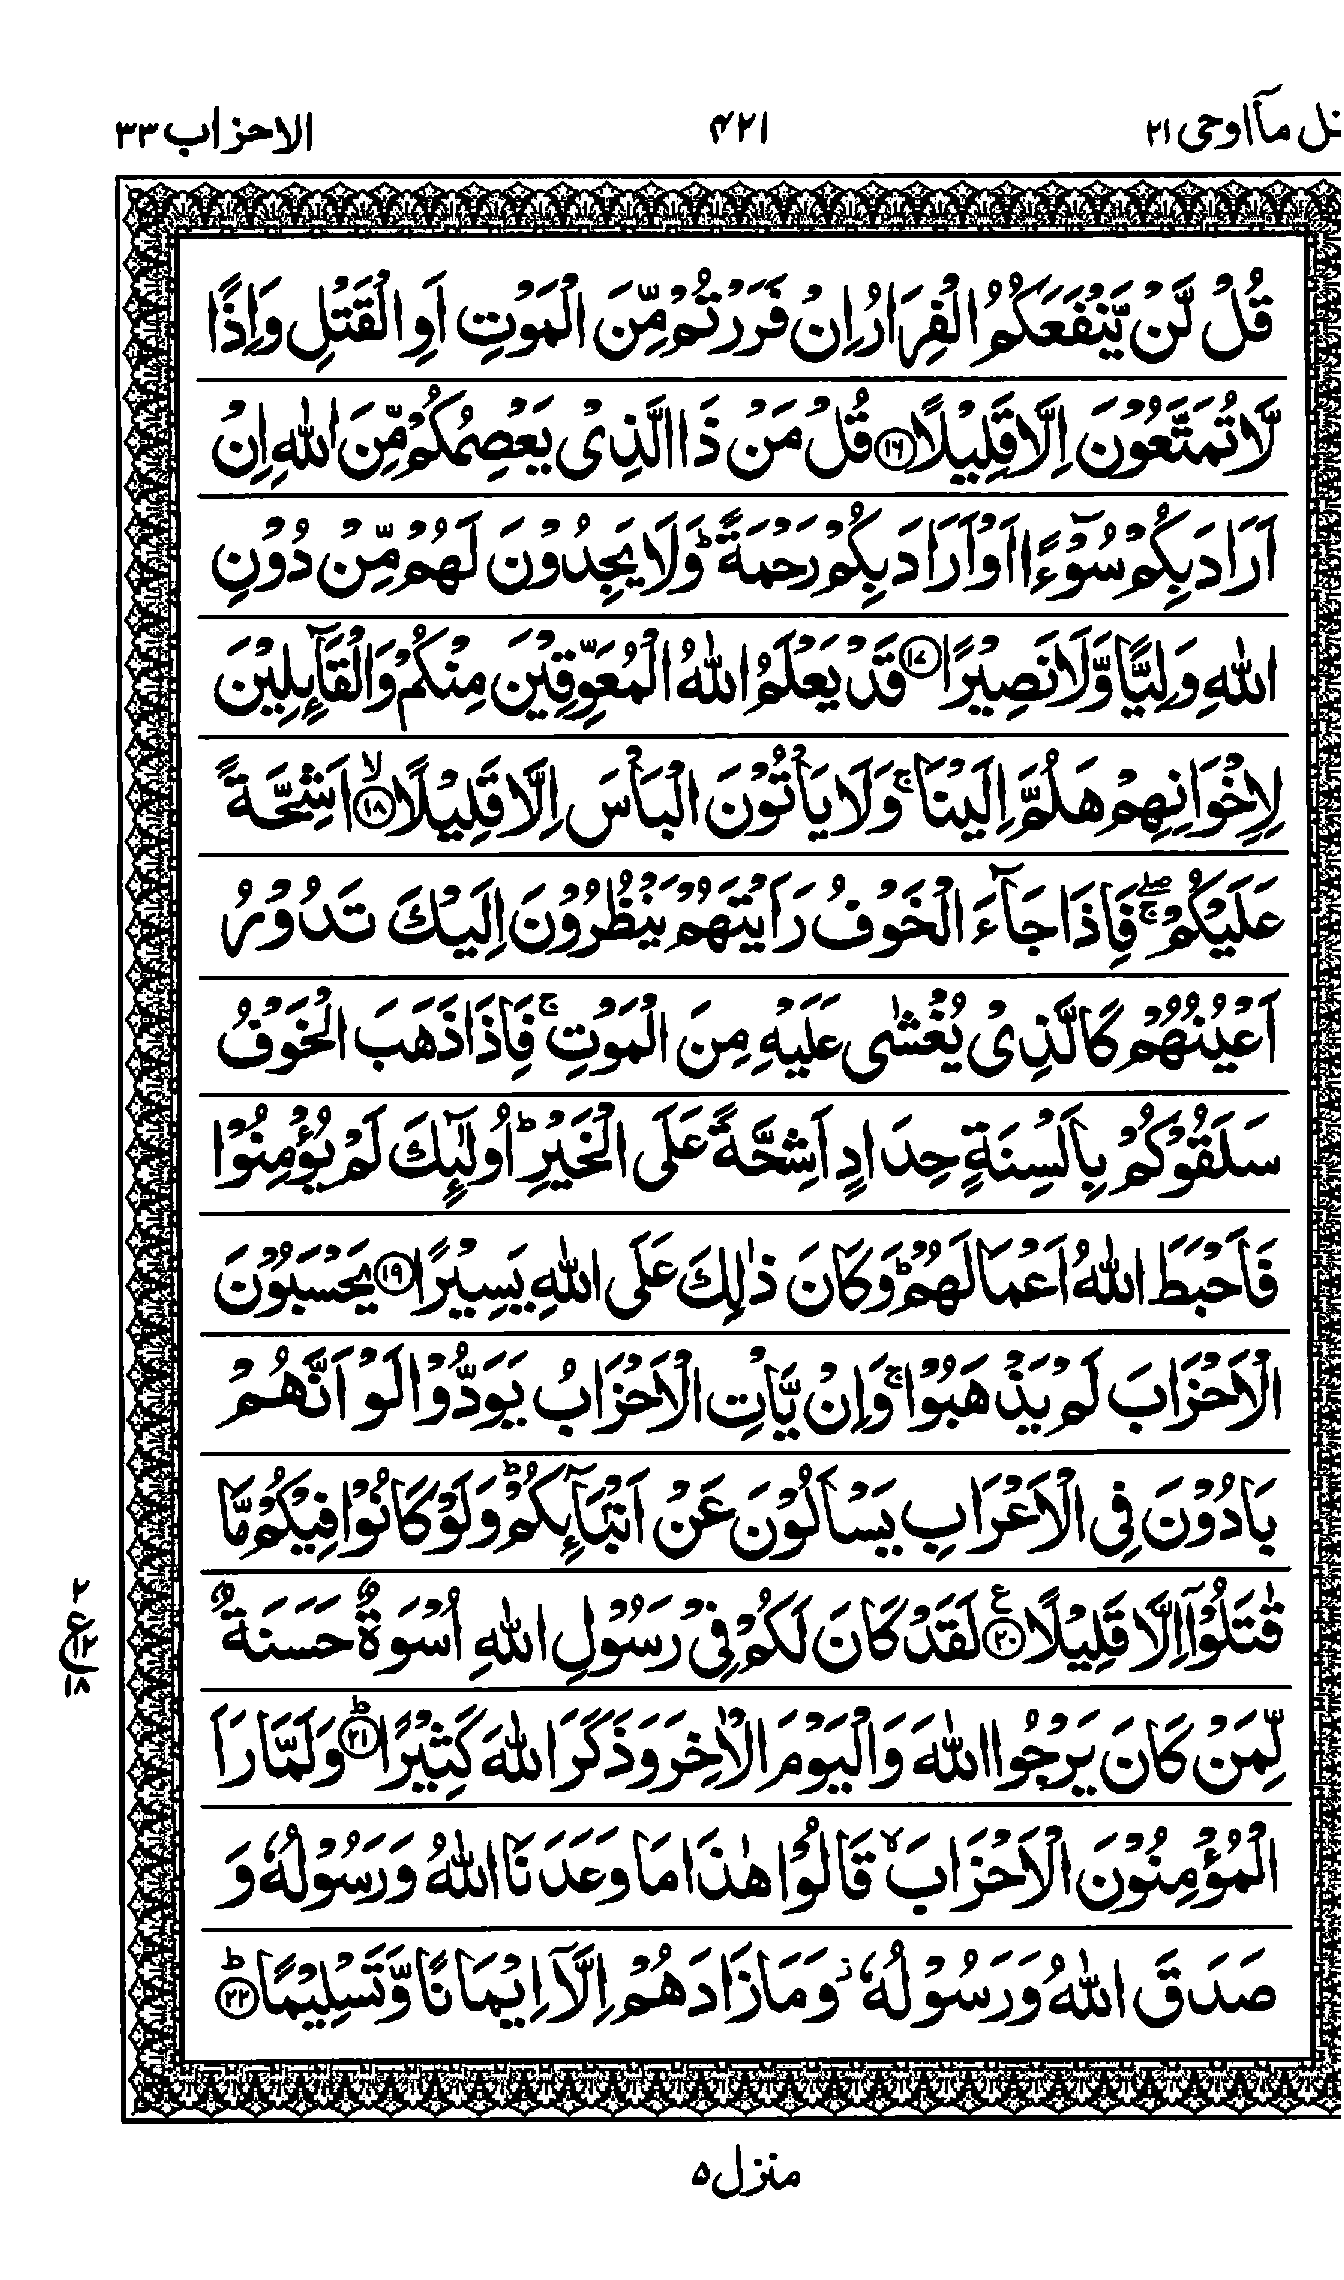 الاحزاب ٣٣ ۴۲۱ تل مآاوحی ۲۱
قُلْ لَّنْ يَّنْفَعَكُمُ الْفِرَارُ اِنْ فَرَرْتُمْ مِّنَ الْمَوْتِ اَوِ الْقَتْلِ وَاِذًا
لَّا تُمَتَّعُوْنَ اِلَّا قَلِيْلًا ﴿۱۶﴾ قُلْ مَنْ ذَا الَّذِىْ يَعْصِمُكُمْ مِّنَ اللّٰهِ اِنْ
اَرَادَ بِكُمْ سُوْٓءًا اَوْ اَرَادَ بِكُمْ رَحْمَةً ؕ وَلَا يَجِدُوْنَ لَهُمْ مِّنْ دُوْنِ
اللّٰهِ وَلِيًّا وَّلَا نَصِيْرًا ﴿۱۷﴾ قَدْ يَعْلَمُ اللّٰهُ الْمُعَوِّقِيْنَ مِنْكُمْ وَالْقَآئِلِيْنَ
لِاِخْوَانِهِمْ هَلُمَّ اِلَيْنَا ۚ وَلَا يَاْتُوْنَ الْبَاْسَ اِلَّا قَلِيْلًا ﴿۱۸﴾ۙ اَشِحَّةً
عَلَيْكُمْ ۖۚ فَاِذَا جَآءَ الْخَوْفُ رَاَيْتَهُمْ يَنْظُرُوْنَ اِلَيْكَ تَدُوْرُ
اَعْيُنُهُمْ كَالَّذِىْ يُغْشٰى عَلَيْهِ مِنَ الْمَوْتِ ۚ فَاِذَا ذَهَبَ الْخَوْفُ
سَلَقُوْكُمْ بِاَلْسِنَةٍ حِدَادٍ اَشِحَّةً عَلَى الْخَيْرِ ؕ اُولٰٓئِكَ لَمْ يُؤْمِنُوْا
فَاَحْبَطَ اللّٰهُ اَعْمَالَهُمْ ؕ وَكَانَ ذٰلِكَ عَلَى اللّٰهِ يَسِيْرًا ﴿۱۹﴾ يَحْسَبُوْنَ
الْاَحْزَابَ لَمْ يَذْهَبُوْا ۚ وَاِنْ يَّاْتِ الْاَحْزَابُ يَوَدُّوْا لَوْ اَنَّهُمْ
بَادُوْنَ فِى الْاَعْرَابِ يَسْاَلُوْنَ عَنْ اَنْۢبَآئِكُمْ ؕ وَلَوْ كَانُوْا فِيْكُمْ مَّا
قٰتَلُوْۤا اِلَّا قَلِيْلًا ﴿۲۰﴾ۧ لَقَدْ كَانَ لَكُمْ فِىْ رَسُوْلِ اللّٰهِ اُسْوَةٌ حَسَنَةٌ
۲ ع ۱۲ ۱۸
لِّمَنْ كَانَ يَرْجُوا اللّٰهَ وَالْيَوْمَ الْاٰخِرَ وَذَكَرَ اللّٰهَ كَثِيْرًا ﴿۲۱﴾ؕ وَلَمَّا رَاَ
الْمُؤْمِنُوْنَ الْاَحْزَابَ ۙ قَالُوْا هٰذَا مَا وَعَدَنَا اللّٰهُ وَرَسُوْلُهٗ وَ
صَدَقَ اللّٰهُ وَرَسُوْلُهٗ ؗ وَمَا زَادَهُمْ اِلَّاۤ اِيْمَانًا وَّتَسْلِيْمًا ﴿۲۲﴾ؕ
منزل ۵